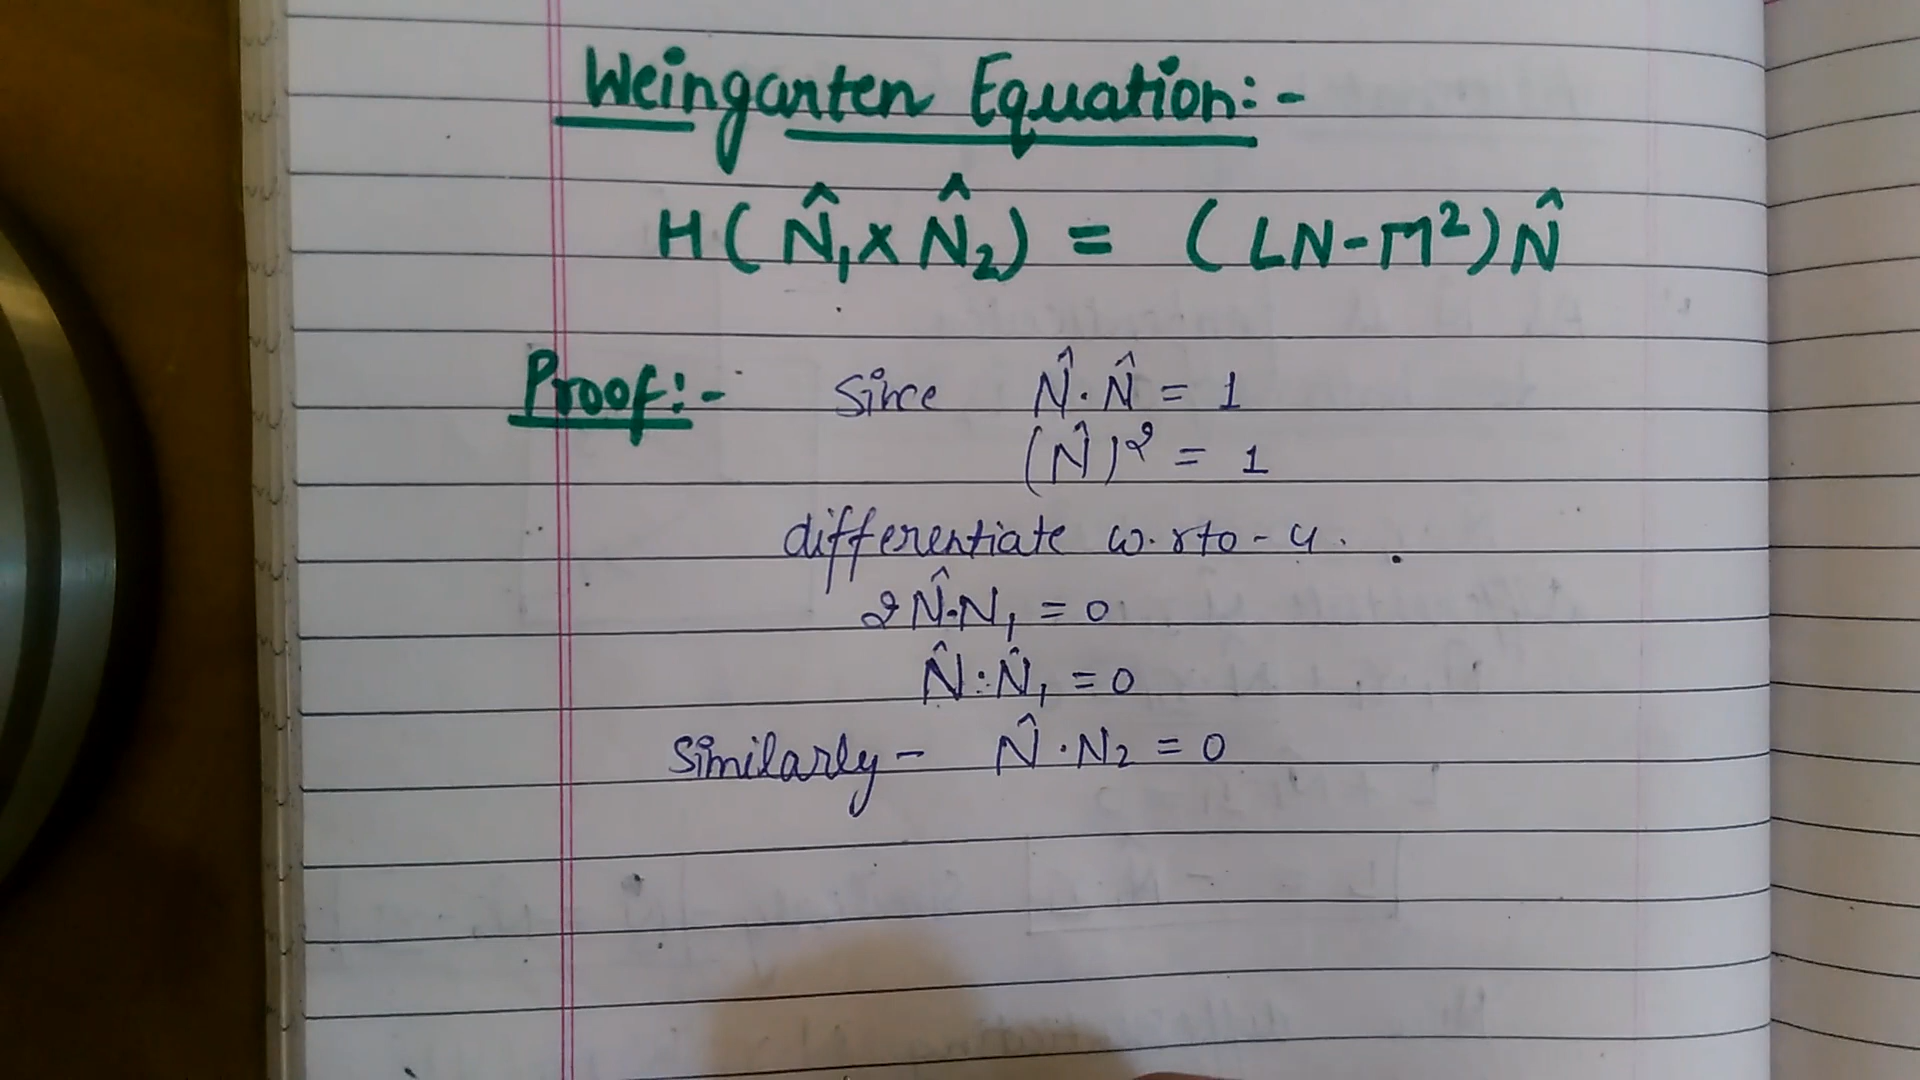 Weingarten Equation:-
H(N̂₁×N̂₂) = (LN-M²)N̂
Proof:- Since N̂.N̂ = 1
(N̂)² = 1
differentiate w.rto-u.
2N̂.N₁ = 0
N̂.N̂₁ = 0
Similarly- N̂.N₂ = 0